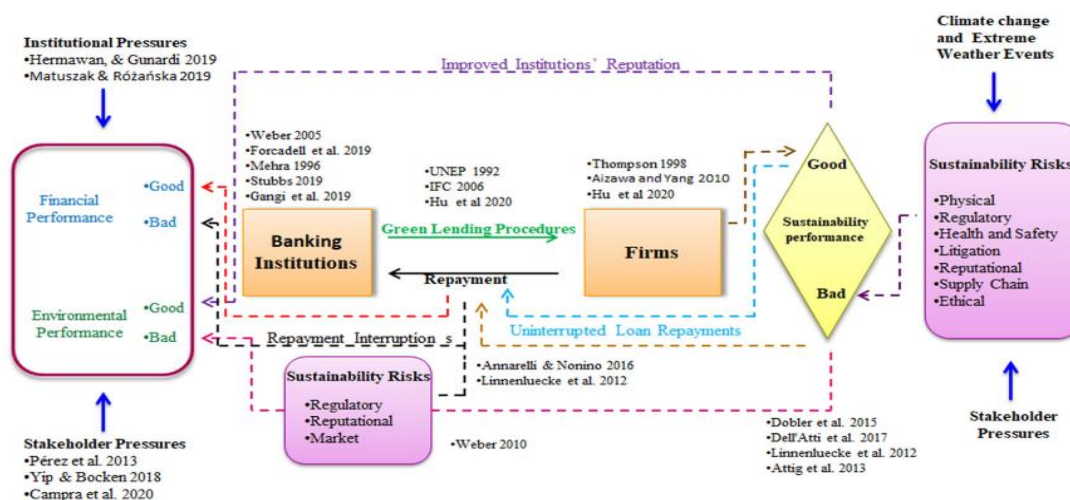 Institutional Pressures
•Hermawan, & Gunardi 2019
•Matuszak & Różańska 2019
Climate change
and Extreme
Weather Events
Improved Institutions' Reputation
•Weber 2005
•Forcadell et al. 2019
•Mehra 1996
•Stubbs 2019
•Gangi et al. 2019
•UNEP 1992
•IFC 2006
•Hu et al 2020
•Thompson 1998
•Aizawa and Yang 2010
•Hu et al 2020
Financial
Performance
•Good
•Bad
Environmental
Performance
•Good
•Bad
Banking
Institutions
Green Lending Procedures
Repayment
Firms
Good
Sustainability
performance
Bad
Sustainability Risks
•Physical
•Regulatory
•Health and Safety
•Litigation
•Reputational
•Supply Chain
•Ethical
Uninterrupted Loan Repayments
Repayment Interruption s
•Annarelli & Nonino 2016
•Linnenluecke et al. 2012
Sustainability Risks
•Regulatory
•Reputational
•Market
•Weber 2010
•Dobler et al. 2015
•Dell'Atti et al. 2017
•Linnenluecke et al. 2012
•Attig et al. 2013
Stakeholder
Pressures
Stakeholder Pressures
•Pérez et al. 2013
•Yip & Bocken 2018
•Campra et al. 2020